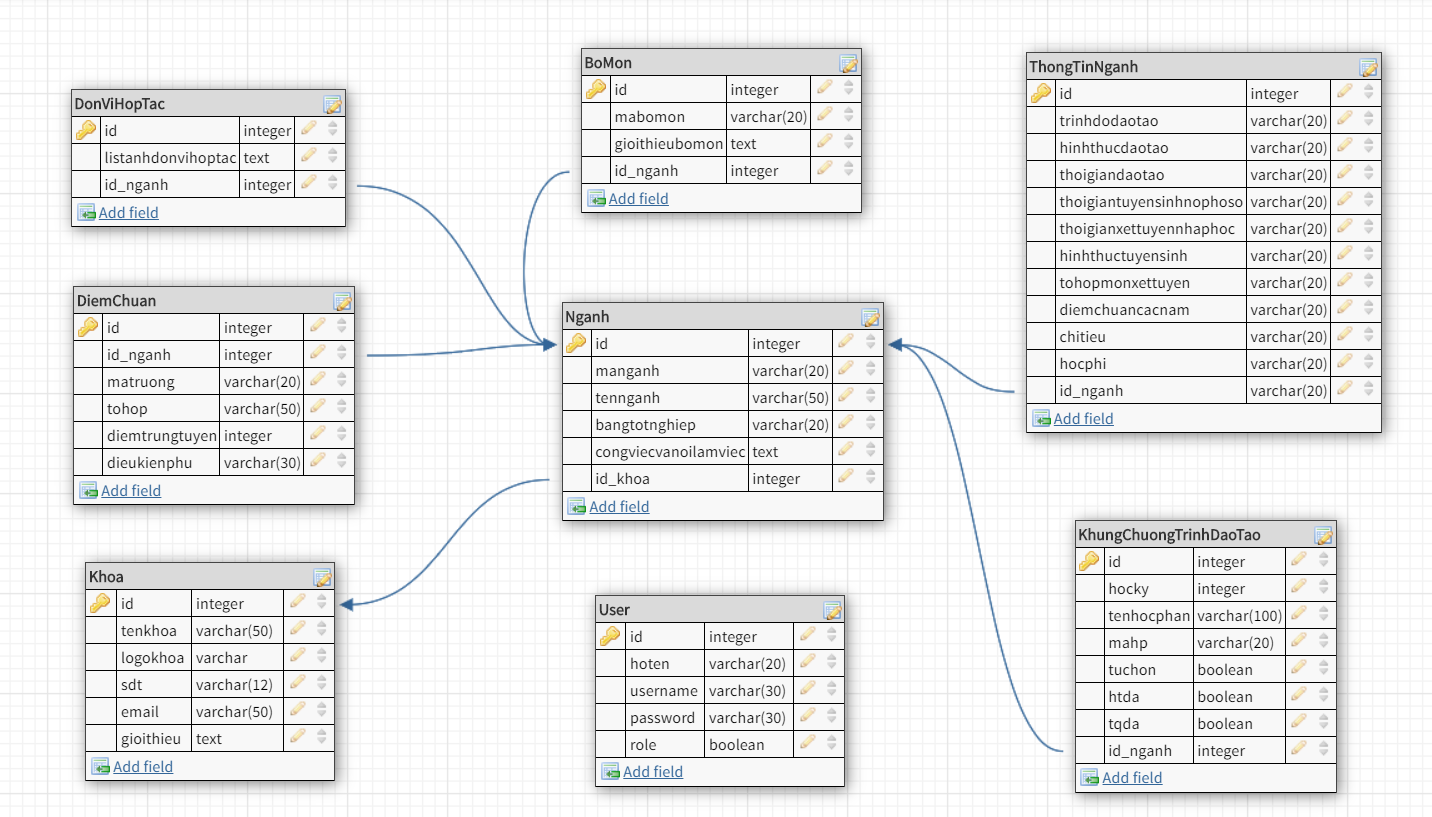 DonViHopTac
id integer
listanhdonvihoptac text
id_nganh integer
Add field
BoMon
id integer
mabomon varchar(20)
gioithieubomon text
id_nganh integer
Add field
ThongTinNganh
id integer
trinhdodaotao varchar(20)
hinhthucdaotao varchar(20)
thoigiandaotao varchar(20)
thoigiantuyensinhnophoso varchar(20)
thoigianxettuyennhaphoc varchar(20)
hinhthuctuyensinh varchar(20)
tohopmonxettuyen varchar(20)
diemchuancacnam varchar(20)
chitieu varchar(20)
hocphi varchar(20)
id_nganh varchar(20)
Add field
DiemChuan
id integer
id_nganh integer
matruong varchar(20)
tohop varchar(50)
diemtrungtuyen integer
dieukienphu varchar(30)
Add field
Nganh
id integer
manganh varchar(20)
tennganh varchar(50)
bangtotnghiep varchar(20)
congviecvanoilamviec text
id_khoa integer
Add field
Khoa
id integer
tenkhoa varchar(50)
logokhoa varchar
sdt varchar(12)
email varchar(50)
gioithieu text
Add field
User
id integer
hoten varchar(20)
username varchar(30)
password varchar(30)
role boolean
Add field
KhungChuongTrinhDaoTao
id integer
hocky integer
tenhocphan varchar(100)
mahp varchar(20)
tuchon boolean
htda boolean
tqda boolean
id_nganh integer
Add field